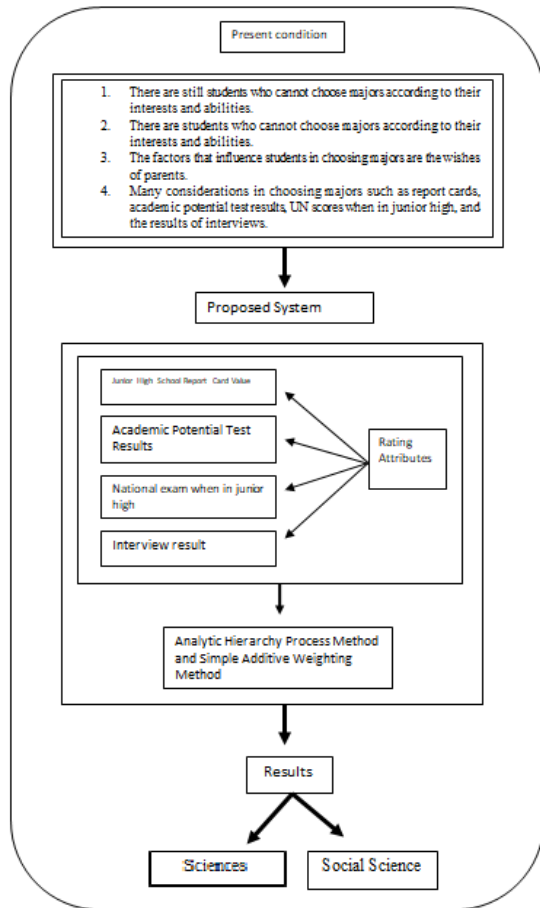 Present condition
1. There are still students who cannot choose majors according to their
interests and abilities.
2. There are students who cannot choose majors according to their
interests and abilities.
3. The factors that influence students in choosing majors are the wishes
of parents.
4. Many considerations in choosing majors such as report cards,
academic potential test results, UN scores when in junior high, and
the results of interviews.
Proposed System
Junior High School Report Card Value
Academic Potential Test
Results
National exam when in junior
high
Interview result
Rating
Attributes
Analytic Hierarchy Process Method
and Simple Additive Weighting
Method
Results
Sciences
Social Science